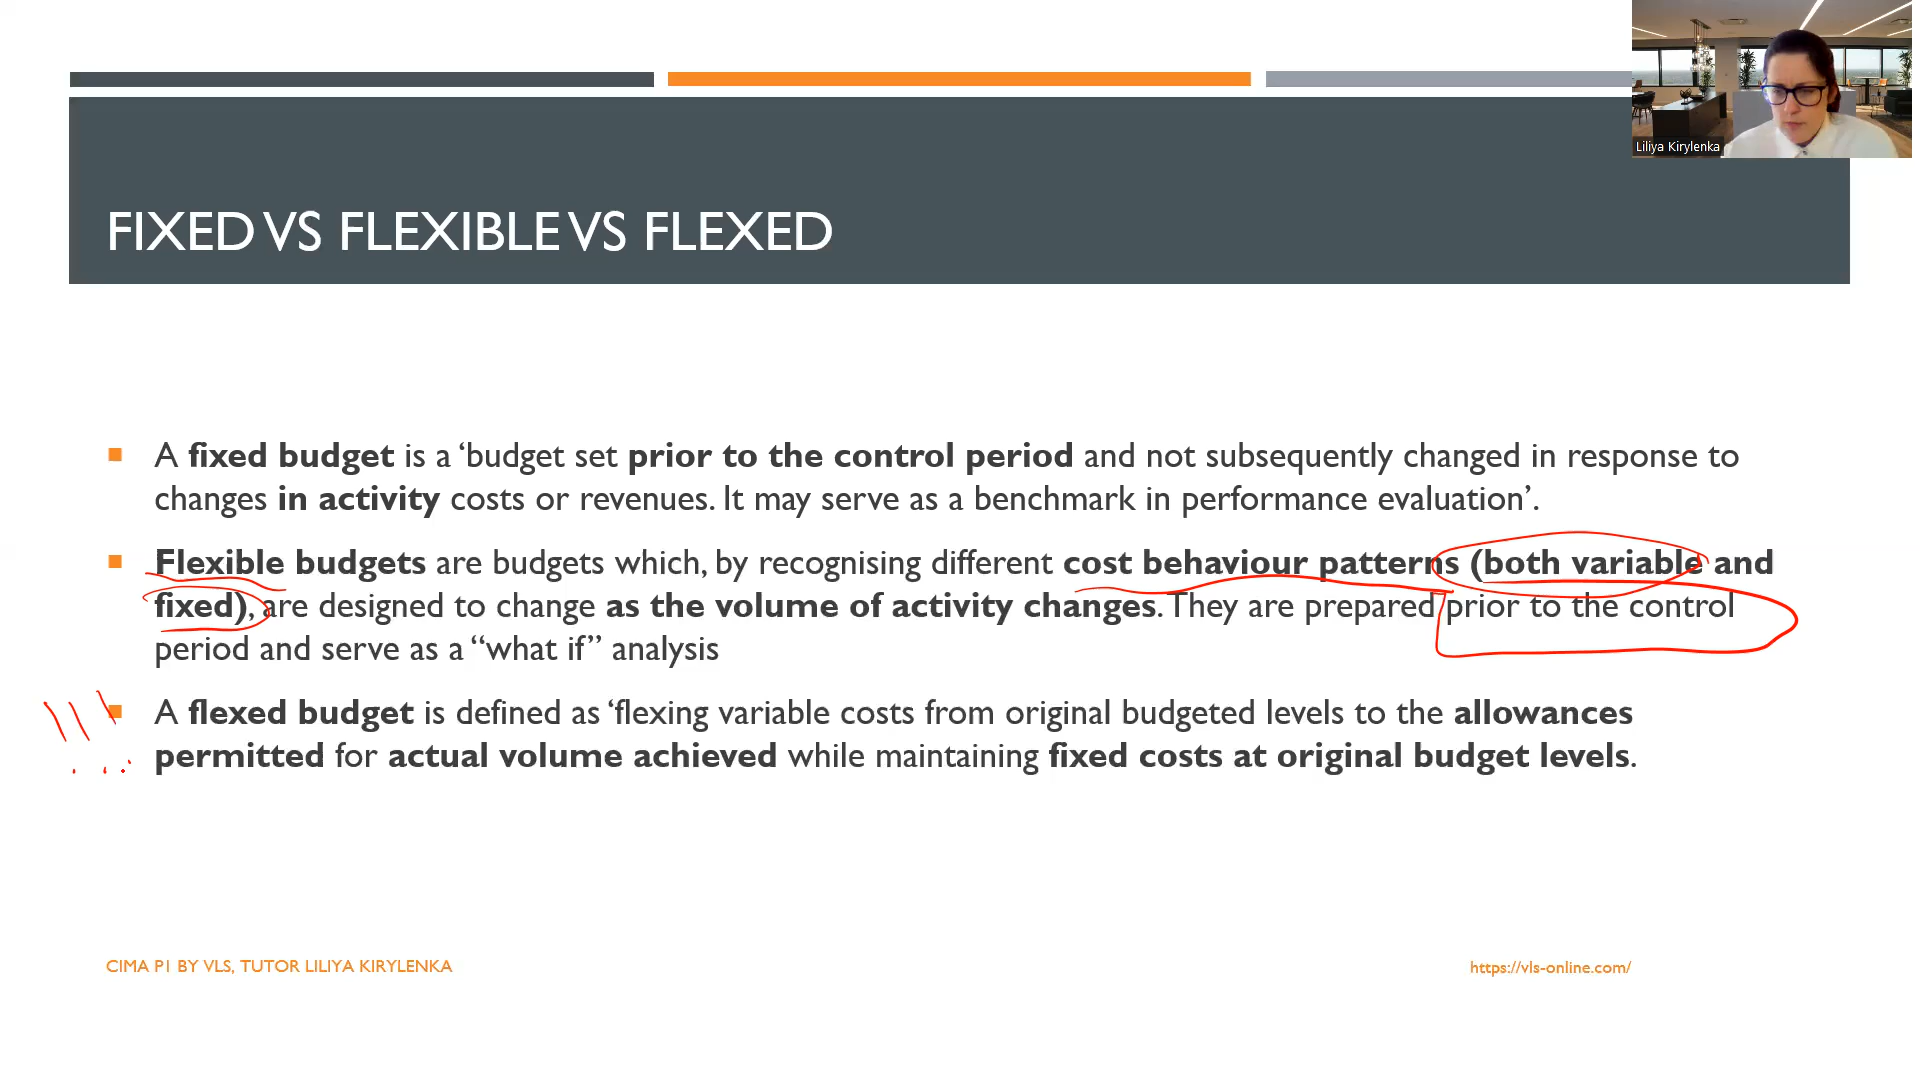 Liliya Kirylenka
FIXED VS FLEXIBLE VS FLEXED
A fixed budget is a ‘budget set prior to the control period and not subsequently changed in response to
changes in activity costs or revenues. It may serve as a benchmark in performance evaluation’.
Flexible budgets are budgets which, by recognising different cost behaviour patterns (both variable and
fixed), are designed to change as the volume of activity changes. They are prepared prior to the control
period and serve as a “what if” analysis
A flexed budget is defined as ‘flexing variable costs from original budgeted levels to the allowances
permitted for actual volume achieved while maintaining fixed costs at original budget levels.
CIMA P1 BY VLS, TUTOR LILIYA KIRYLENKA
https://vls-online.com/